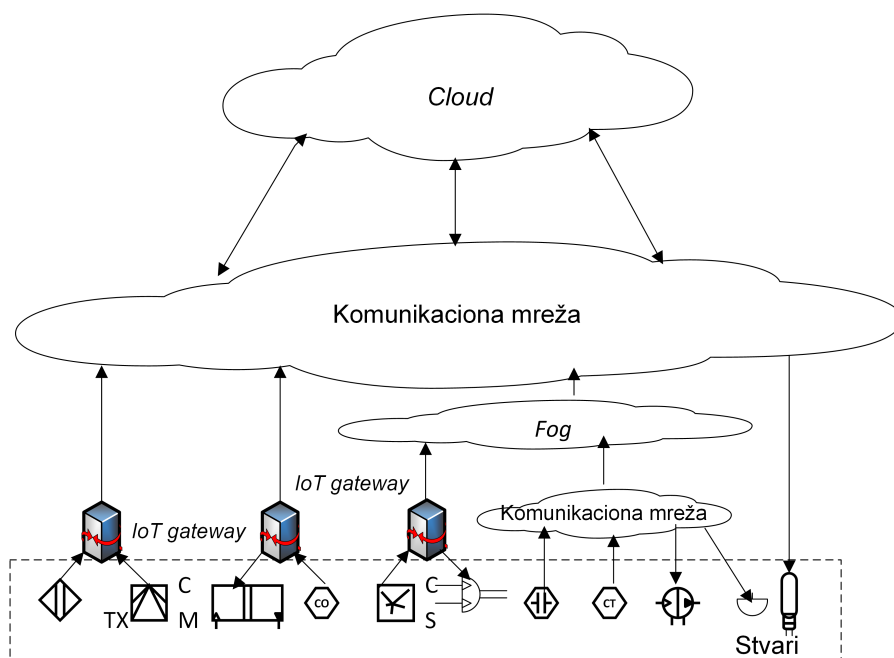 Cloud
Komunikaciona mreža
Fog
IoT gateway
Komunikaciona mreža
IoT gateway
C
TX
M
CO
C
S
CT
Stvari